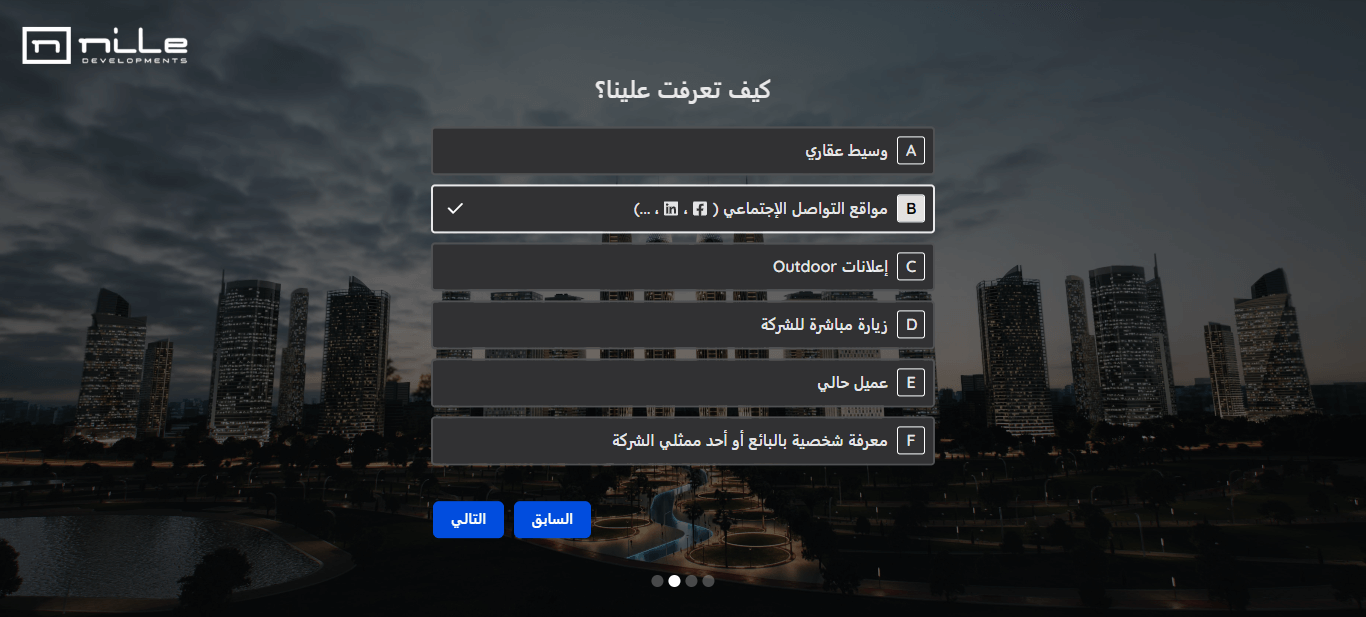 nille
DEVELOPMENTS
كيف تعرفت علينا؟
A وسيط عقاري
B مواقع التواصل الإجتماعي ( ، in ، ...)
C إعلانات Outdoor
D زيارة مباشرة للشركة
E عميل حالي
F معرفة شخصية بالبائع أو أحد ممثلي الشركة
السابق التالي